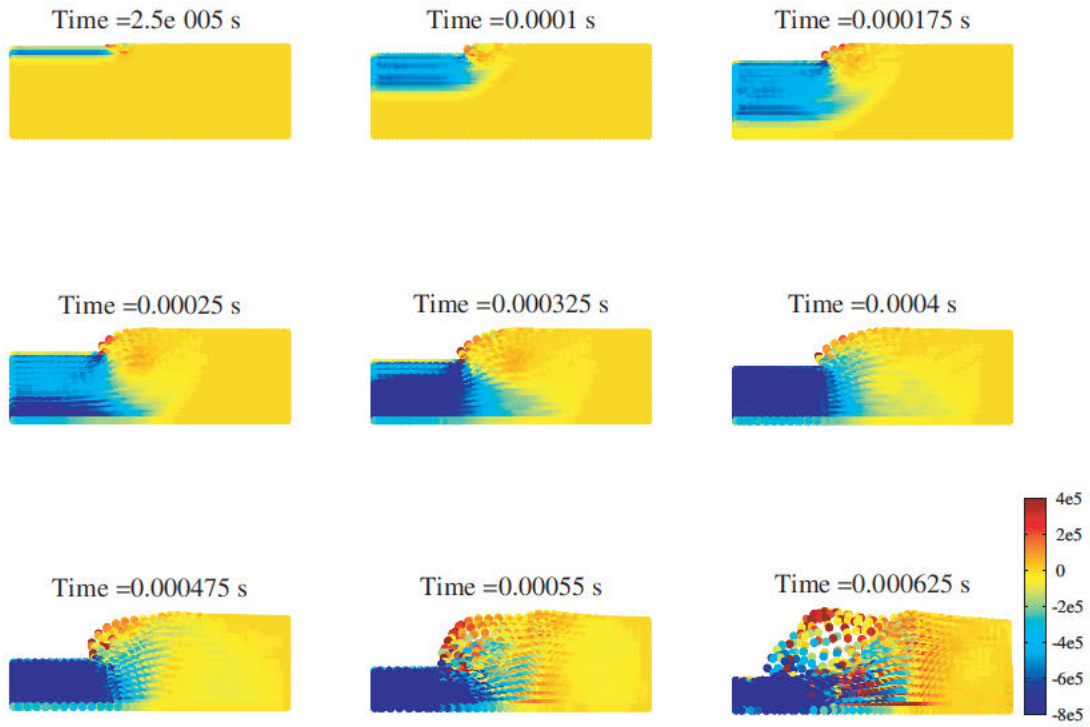 Time =2.5e 005 s
Time =0.0001 s
Time =0.000175 s
Time =0.00025 s
Time =0.000325 s
Time =0.0004 s
Time =0.000475 s
Time =0.00055 s
Time =0.000625 s
4e5
2e5
0
-2e5
-4e5
-6e5
-8e5